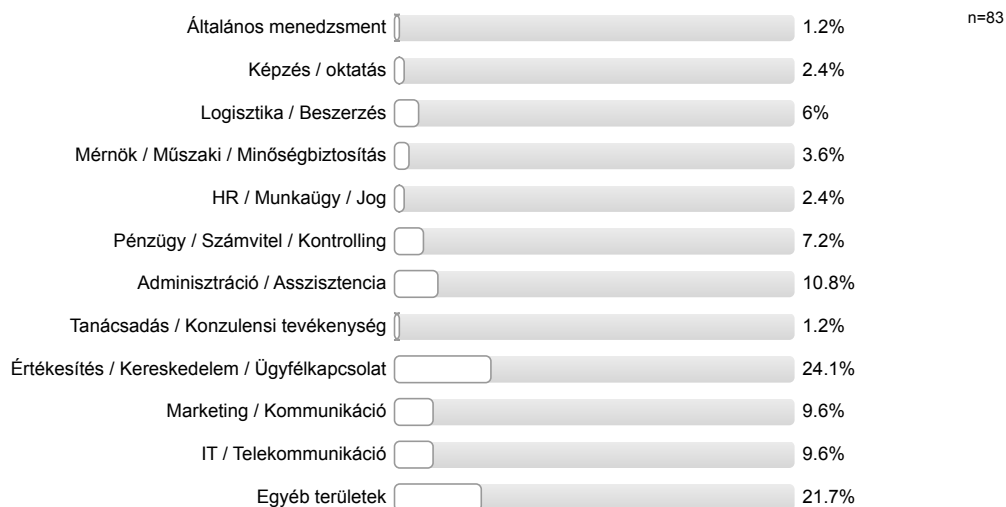 Általános menedzsment 1.2% n=83
Képzés / oktatás 2.4%
Logisztika / Beszerzés 6%
Mérnök / Műszaki / Minőségbiztosítás 3.6%
HR / Munkaügy / Jog 2.4%
Pénzügy / Számvitel / Kontrolling 7.2%
Adminisztráció / Asszisztencia 10.8%
Tanácsadás / Konzulensi tevékenység 1.2%
Értékesítés / Kereskedelem / Ügyfélkapcsolat 24.1%
Marketing / Kommunikáció 9.6%
IT / Telekommunikáció 9.6%
Egyéb területek 21.7%